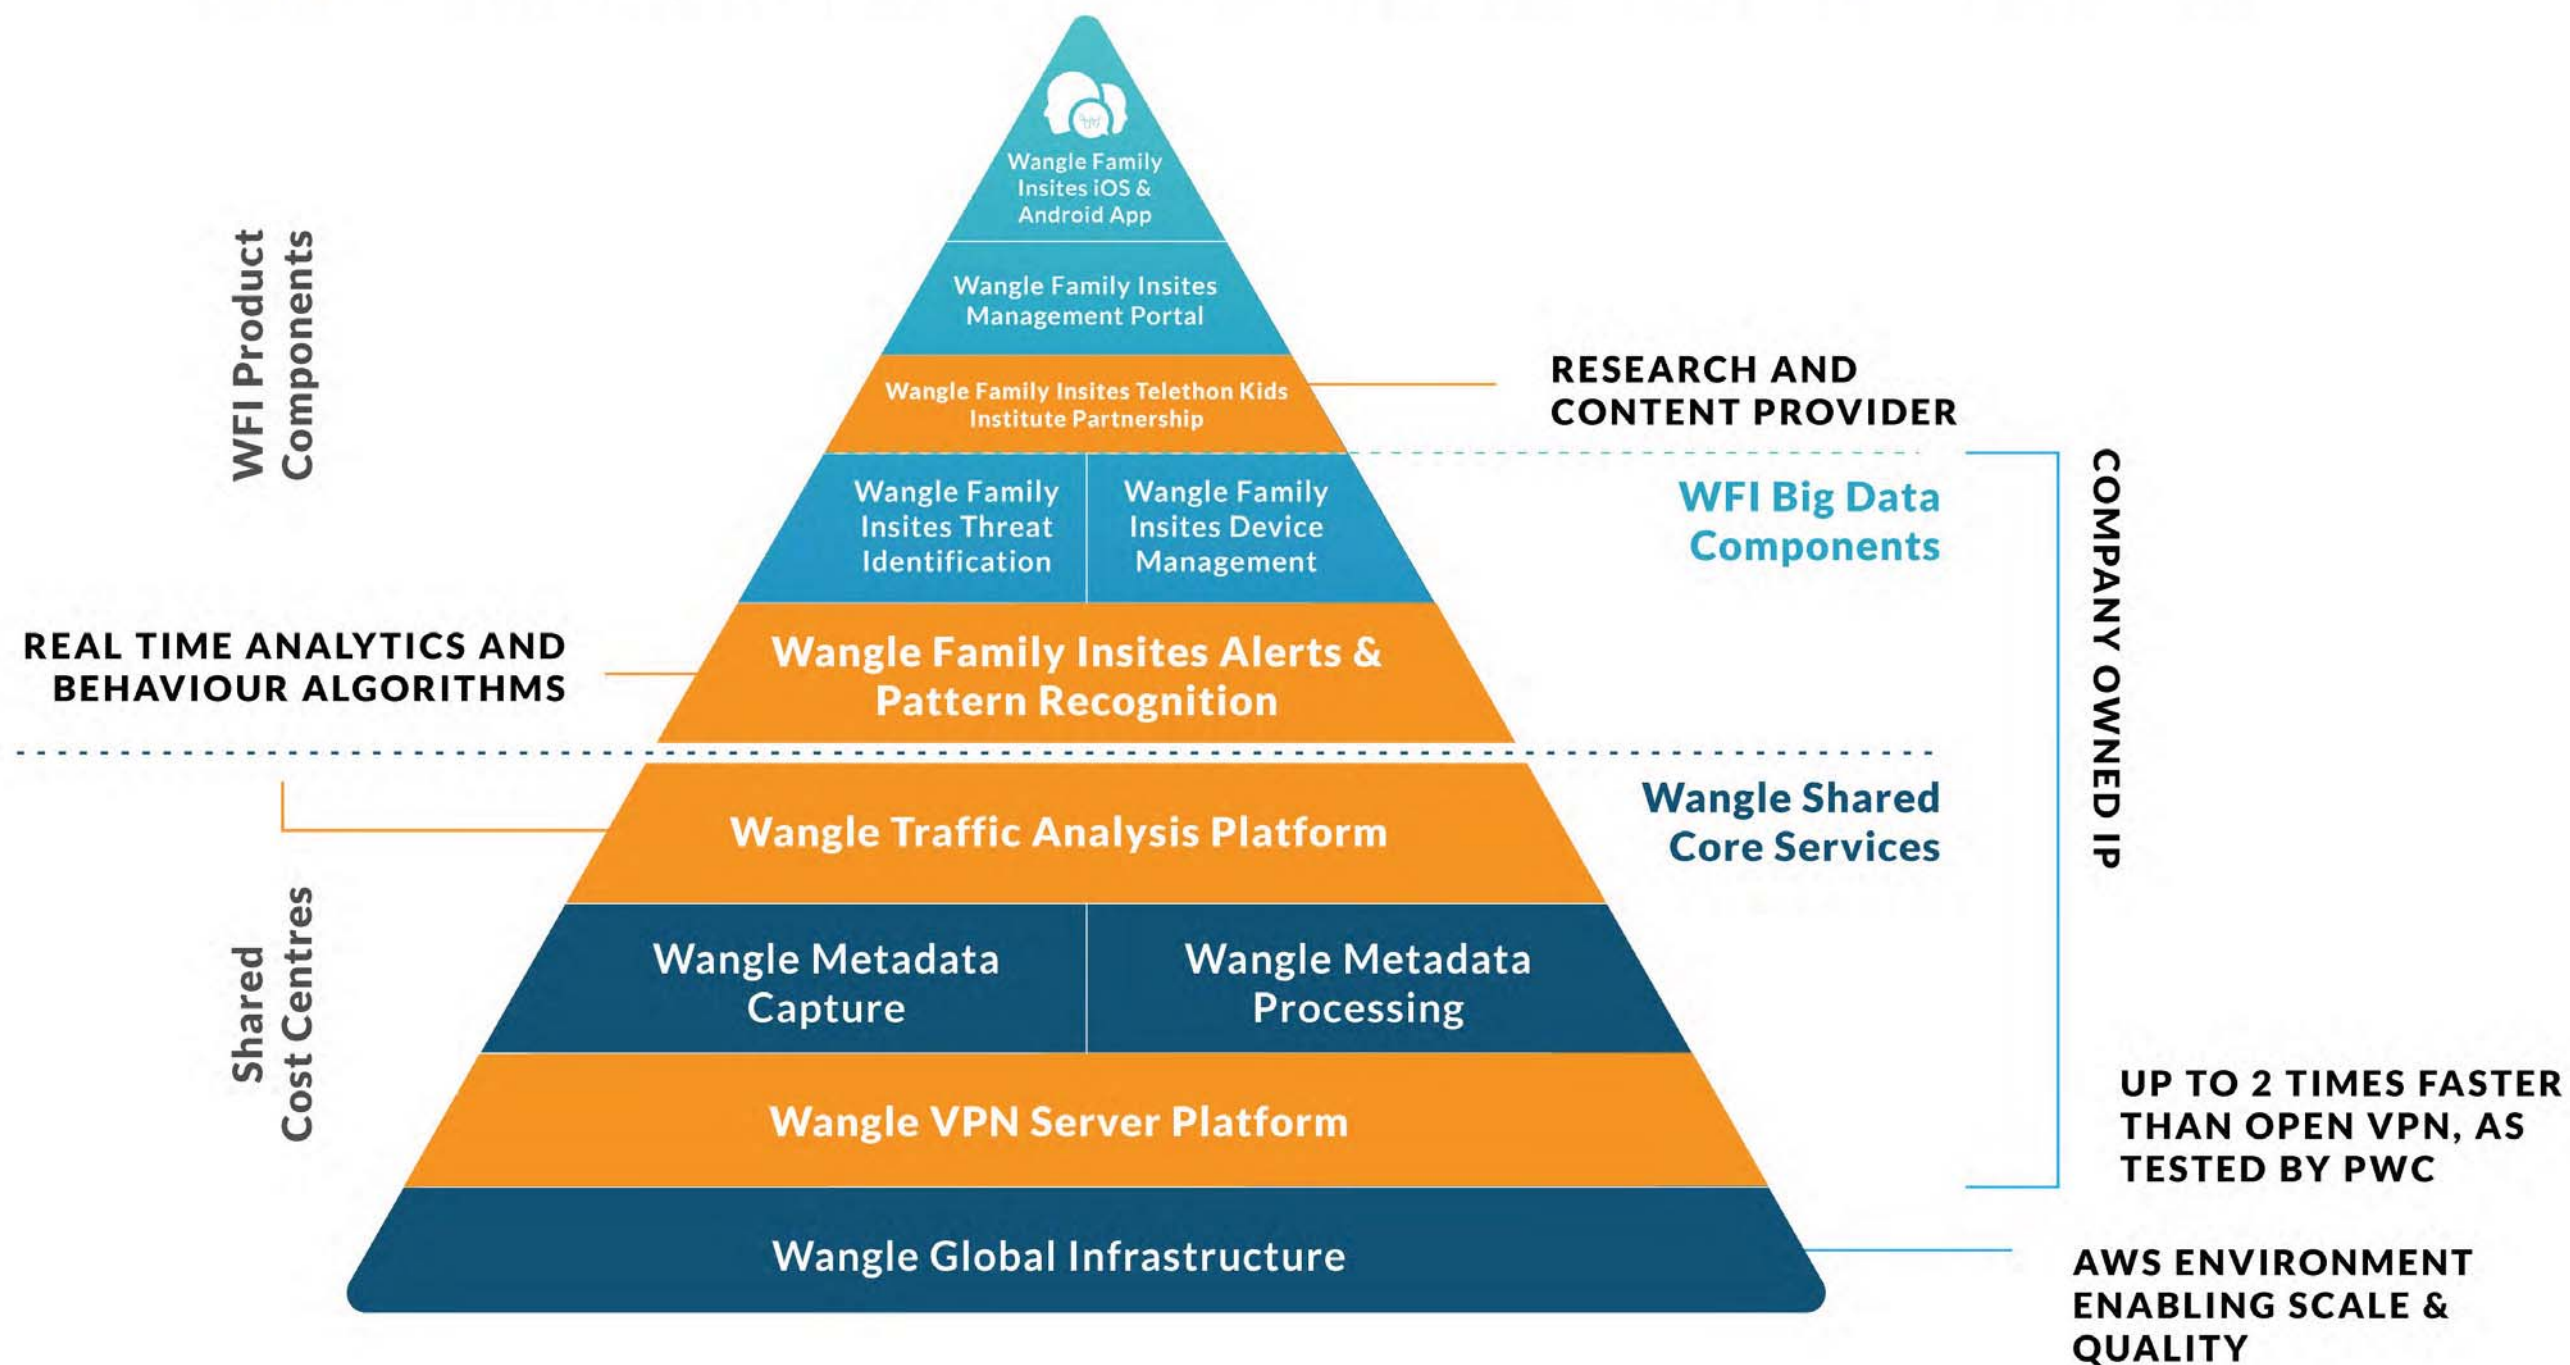 Wangle Family
Insites iOS &
Android App
Wangle Family Insites
Management Portal
WFI Product
Components
Wangle Family Insites Telethon Kids
Institute Partnership
RESEARCH AND
CONTENT PROVIDER
Wangle Family
Insites Threat
Identification
Wangle Family
Insites Device
Management
WFI Big Data
Components
COMPANY OWNED IP
REAL TIME ANALYTICS AND
BEHAVIOUR ALGORITHMS
Wangle Family Insites Alerts &
Pattern Recognition
Wangle Traffic Analysis Platform
Wangle Shared
Core Services
Shared
Cost Centres
Wangle Metadata
Capture
Wangle Metadata
Processing
Wangle VPN Server Platform
UP TO 2 TIMES FASTER
THAN OPEN VPN, AS
TESTED BY PWC
Wangle Global Infrastructure
AWS ENVIRONMENT
ENABLING SCALE &
QUALITY